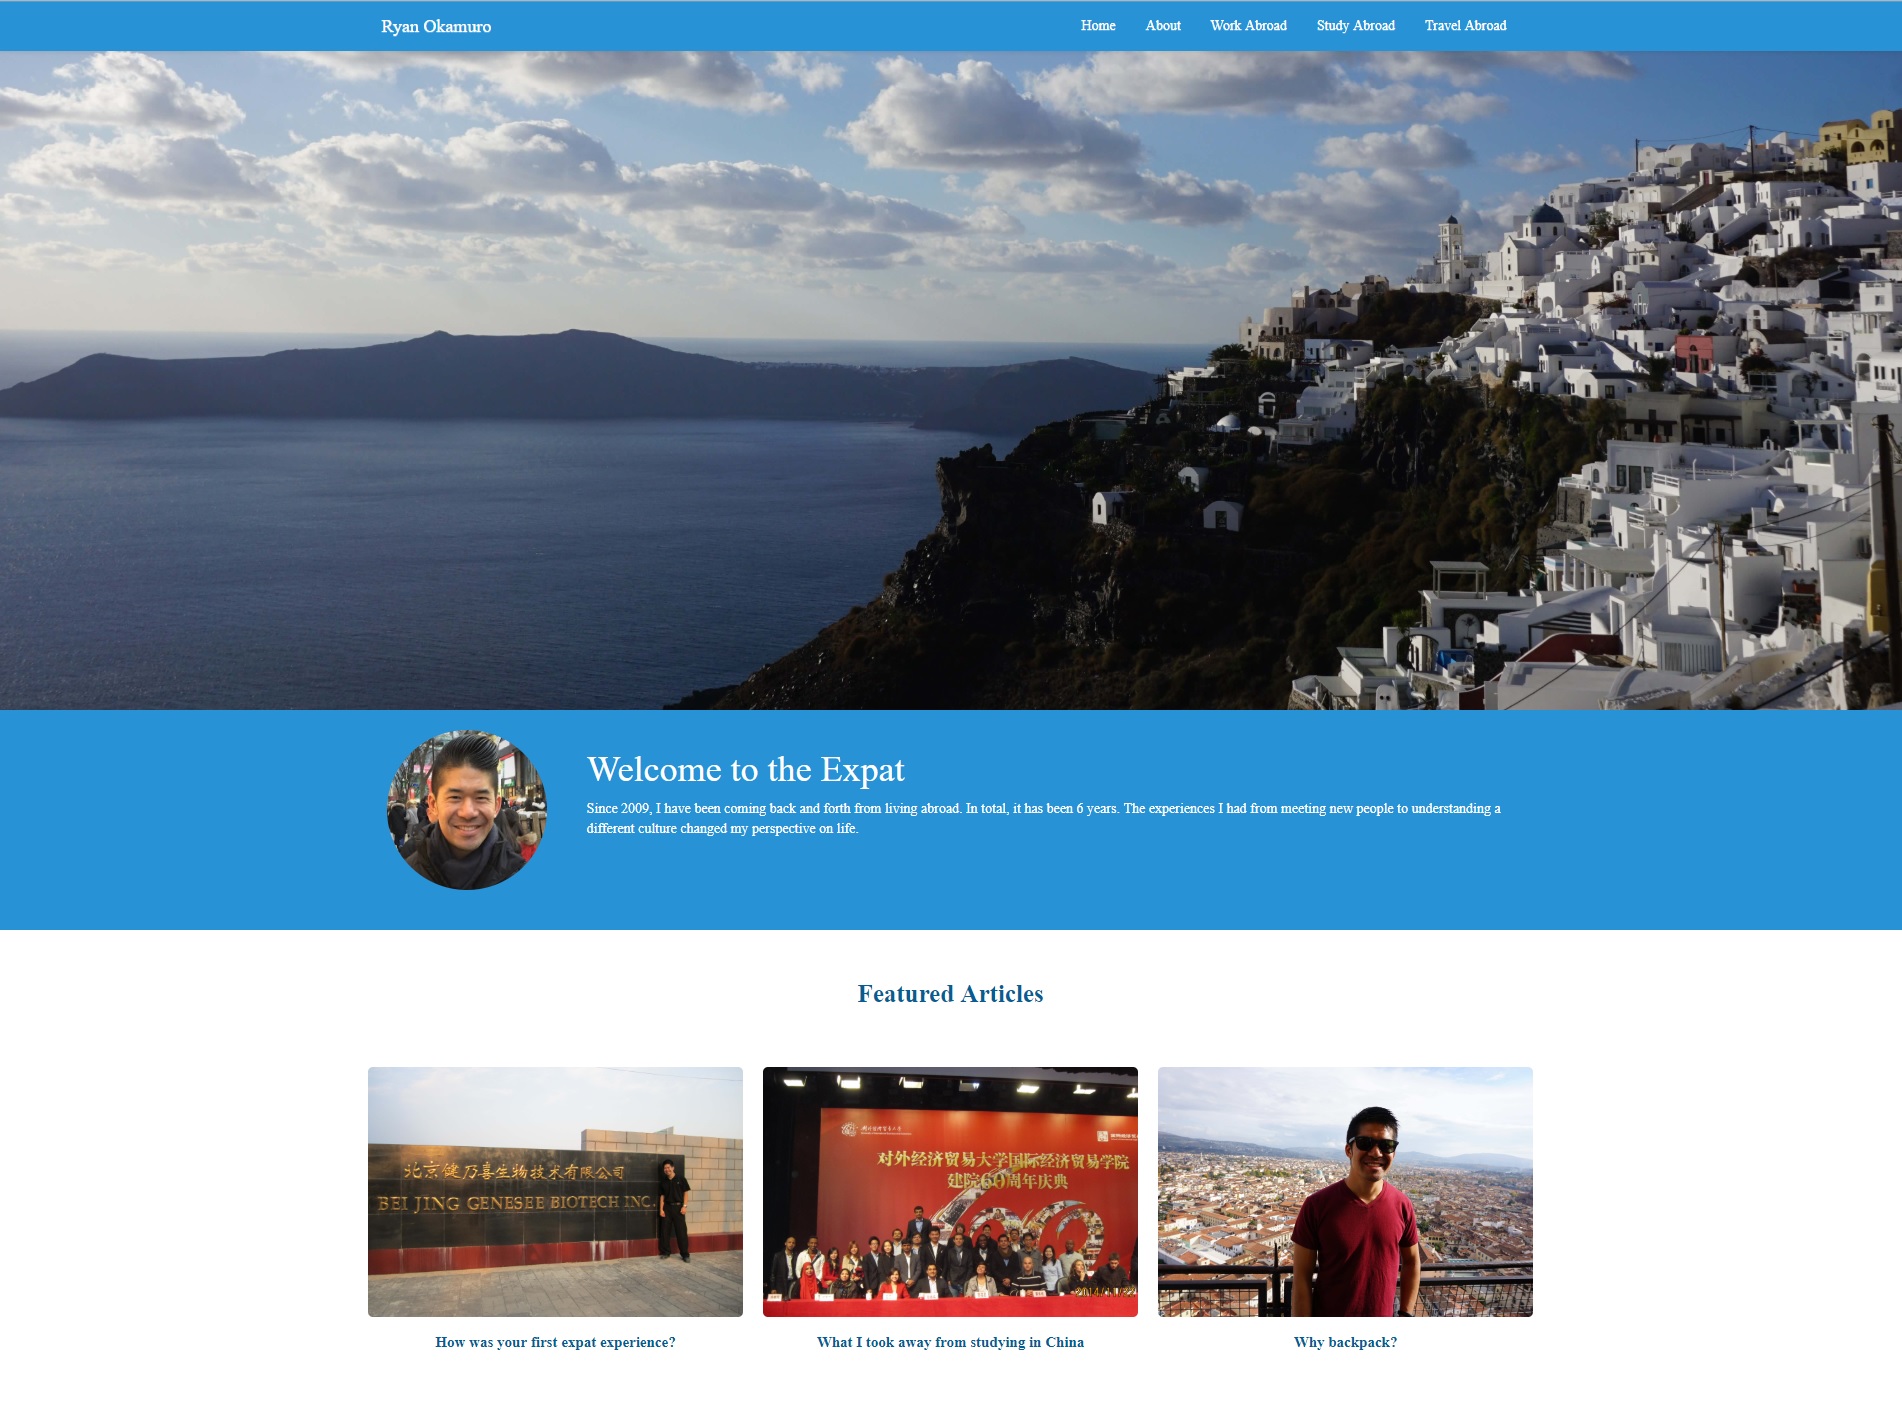 Ryan Okamuro
Home About Work Abroad Study Abroad Travel Abroad
Welcome to the Expat
Since 2009, I have been coming back and forth from living abroad. In total, it has been 6 years. The experiences I had from meeting new people to understanding a
different culture changed my perspective on life.
Featured Articles
北京健乃喜生物技术有限公司
BEI JING GENESEE BIOTECH INC.
对外经济贸易大学国际经济贸易学院
建院60周年庆典
60
How was your first expat experience?
What I took away from studying in China
Why backpack?